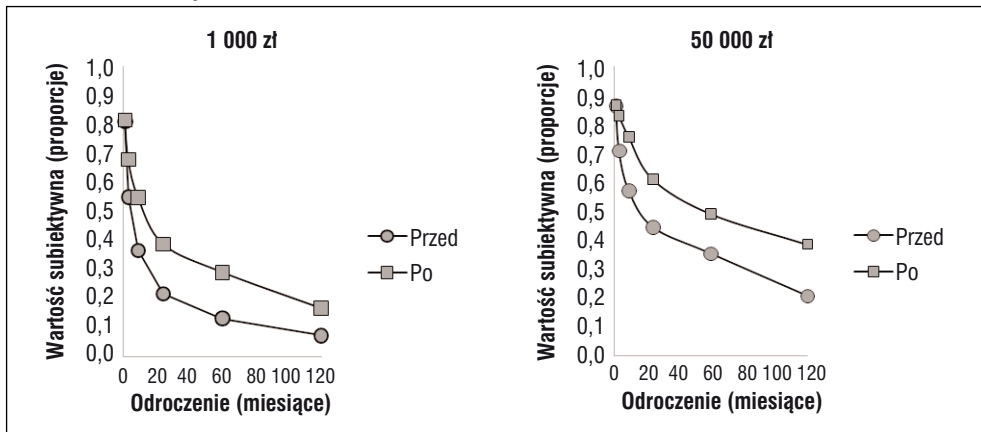 1 000 zł
Wartość subiektywna (proporcje)
1,0
0,9
0,8
0,7
0,6
0,5
0,4
0,3
0,2
0,1
0,0
0 20 40 60 80 100 120
Odroczenie (miesiące)
Przed
Po
50 000 zł
Wartość subiektywna (proporcje)
1,0
0,9
0,8
0,7
0,6
0,5
0,4
0,3
0,2
0,1
0,0
0 20 40 60 80 100 120
Odroczenie (miesiące)
Przed
Po